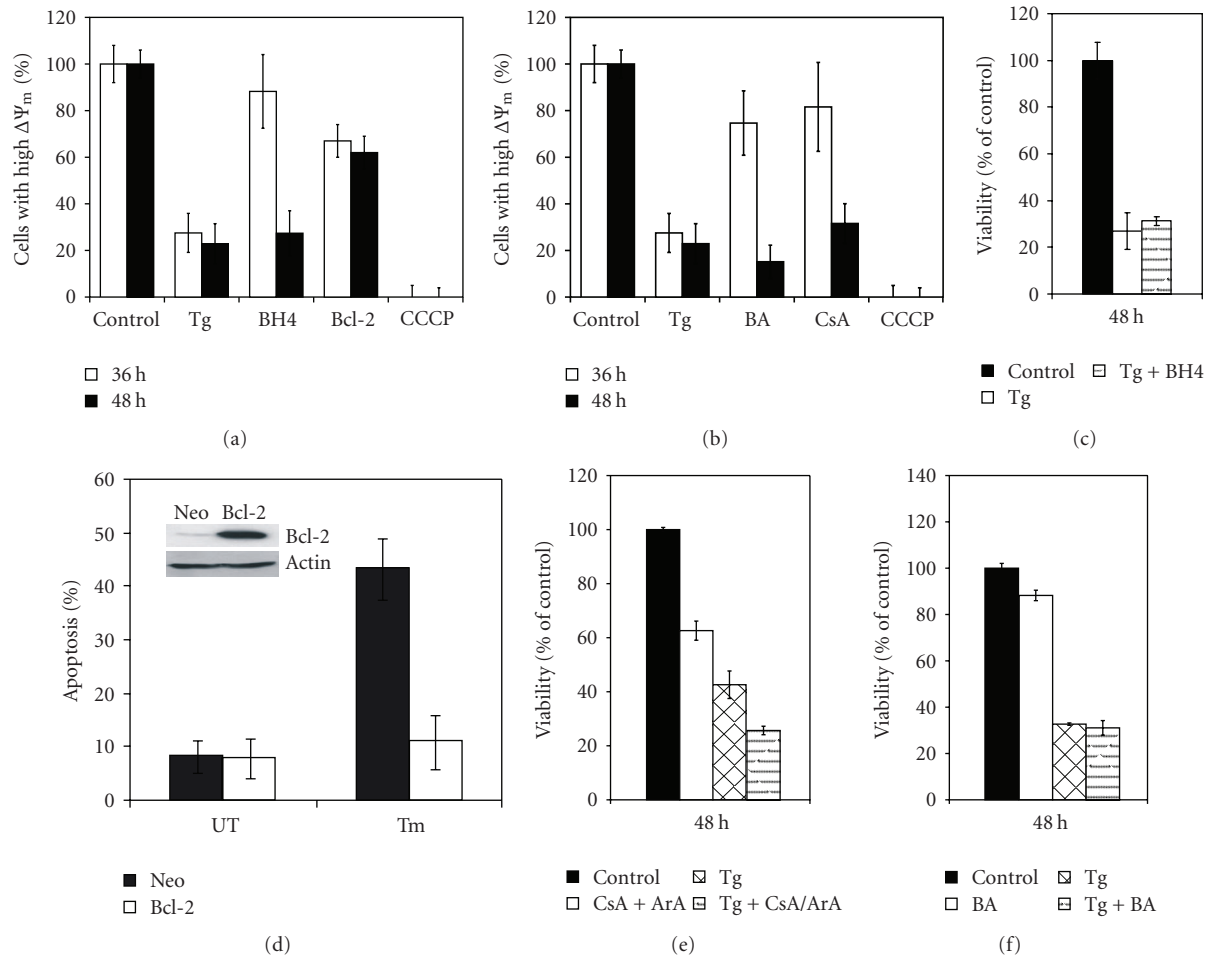 Cells with high ΔΨm (%)
120
100
80
60
40
20
0
Control Tg BH4 Bcl-2 CCCP
36 h
48 h
(a)
Cells with high ΔΨm (%)
120
100
80
60
40
20
0
Control Tg BA CsA CCCP
36 h
48 h
(b)
Viability (% of control)
120
100
80
60
40
20
0
48 h
Control Tg + BH4
Tg
(c)
Apoptosis (%)
60
50
40
30
20
10
0
Neo Bcl-2
Bcl-2
Actin
UT Tm
Neo
Bcl-2
(d)
Viability (% of control)
120
100
80
60
40
20
0
48 h
Control Tg
CsA + ArA Tg + CsA/ArA
(e)
Viability (% of control)
140
120
100
80
60
40
20
0
48 h
Control Tg
BA Tg + BA
(f)